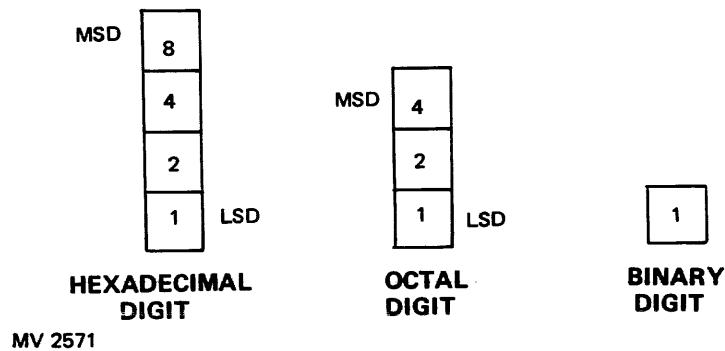 MSD
8
4
2
1 LSD
HEXADECIMAL
DIGIT
MSD
4
2
1 LSD
OCTAL
DIGIT
1
BINARY
DIGIT
MV 2571